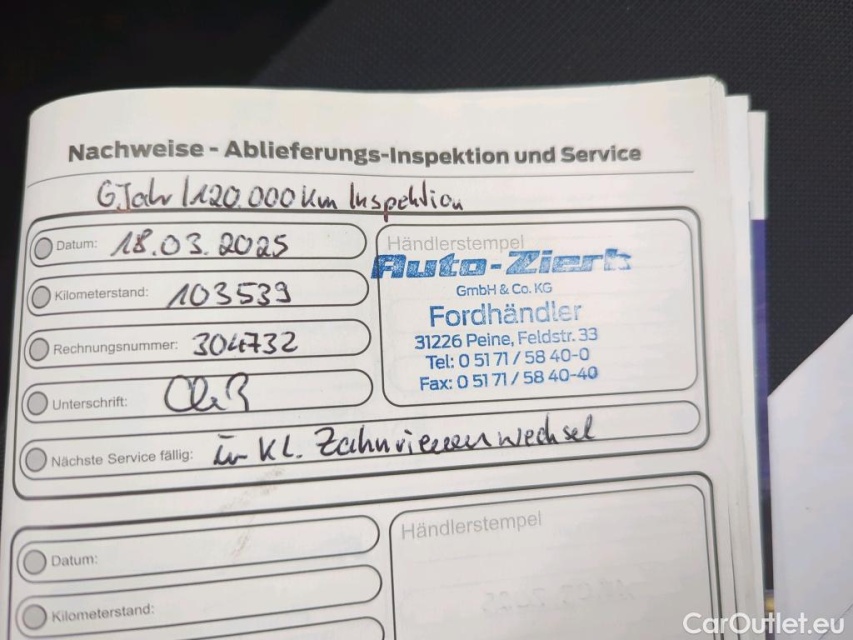 Nachweise - Ablieferungs-Inspektion und Service
6.Jahr/120.000 Km Inspektion
Datum: 18.03.2025
Kilometerstand: 103539
Rechnungsnummer: 304732
Unterschrift:
Nächste Service fällig: in KL. Zahnriemenwechsel
Händlerstempel
Auto-Zierk
GmbH & Co. KG
Fordhändler
31226 Peine, Feldstr. 33
Tel: 0 51 71 / 58 40-0
Fax: 0 51 71 / 58 40-40
Datum:
Kilometerstand:
Händlerstempel
CarOutlet.eu